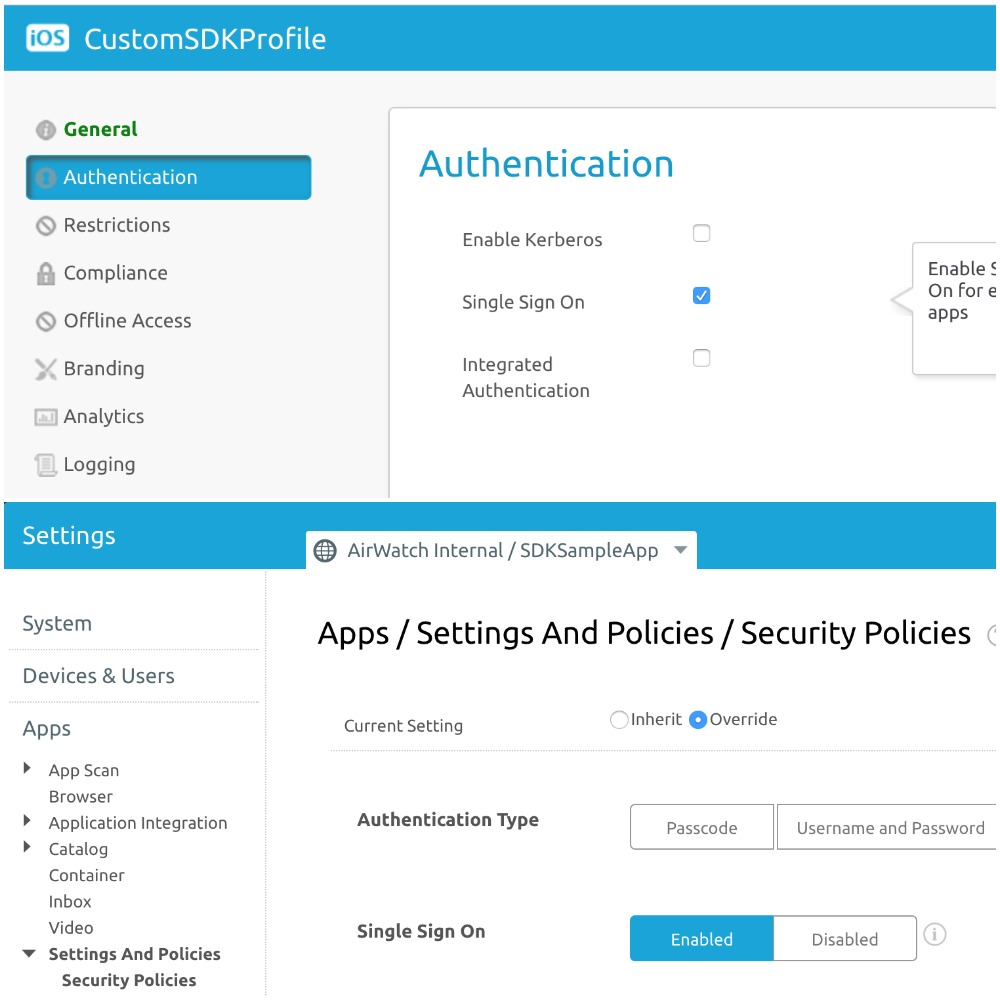 iOS CustomSDKProfile
General
Authentication
Restrictions
Compliance
Offline Access
Branding
Analytics
Logging
Authentication
Enable Kerberos
Single Sign On
Integrated
Authentication
Enable S
On for e
apps
Settings
AirWatch Internal / SDKSampleApp
System
Devices & Users
Apps
App Scan
Browser
Application Integration
Catalog
Container
Inbox
Video
Settings And Policies
Security Policies
Apps / Settings And Policies / Security Policies
Current Setting
Inherit Override
Authentication Type
Passcode Username and Password
Single Sign On
Enabled Disabled